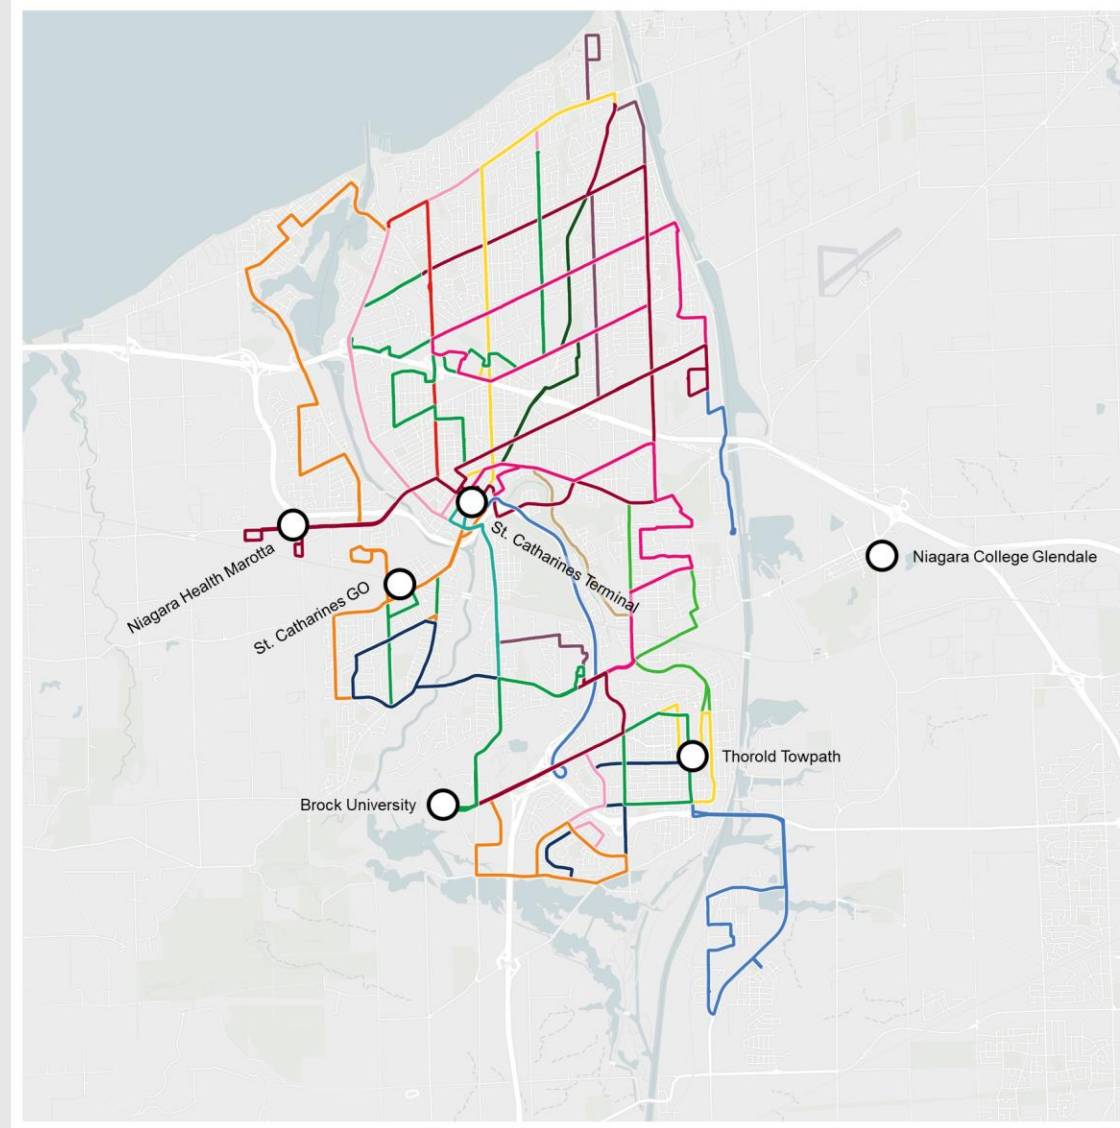 St. Catharines Terminal
Niagara Health Marotta
Niagara College Glendale
St. Catharines GO
Thorold Towpath
Brock University